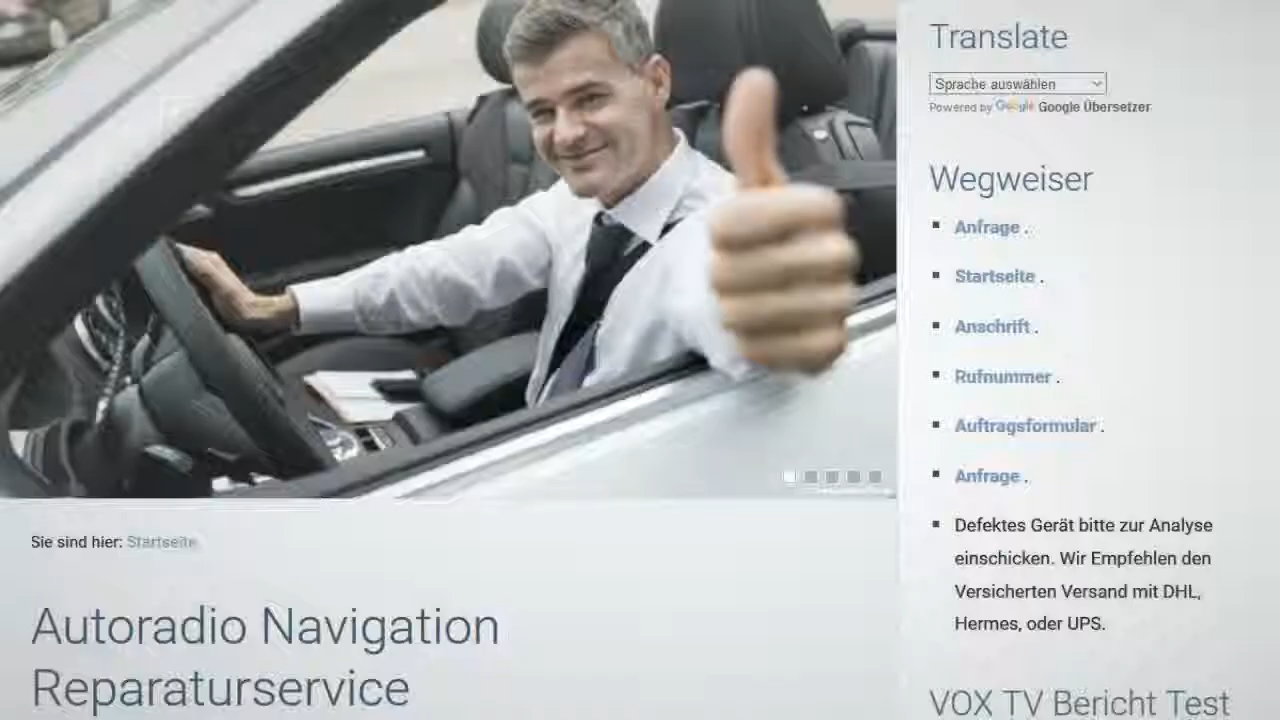 Translate
Sprache auswählen
Powered by Google Google Übersetzer
Wegweiser
Anfrage .
Startseite .
Anschrift .
Rufnummer .
Auftragsformular .
Anfrage .
Defektes Gerät bitte zur Analyse
einschicken. Wir Empfehlen den
Versicherten Versand mit DHL,
Hermes, oder UPS.
VOX TV Bericht Test
Sie sind hier: Startseite
Autoradio Navigation
Reparaturservice